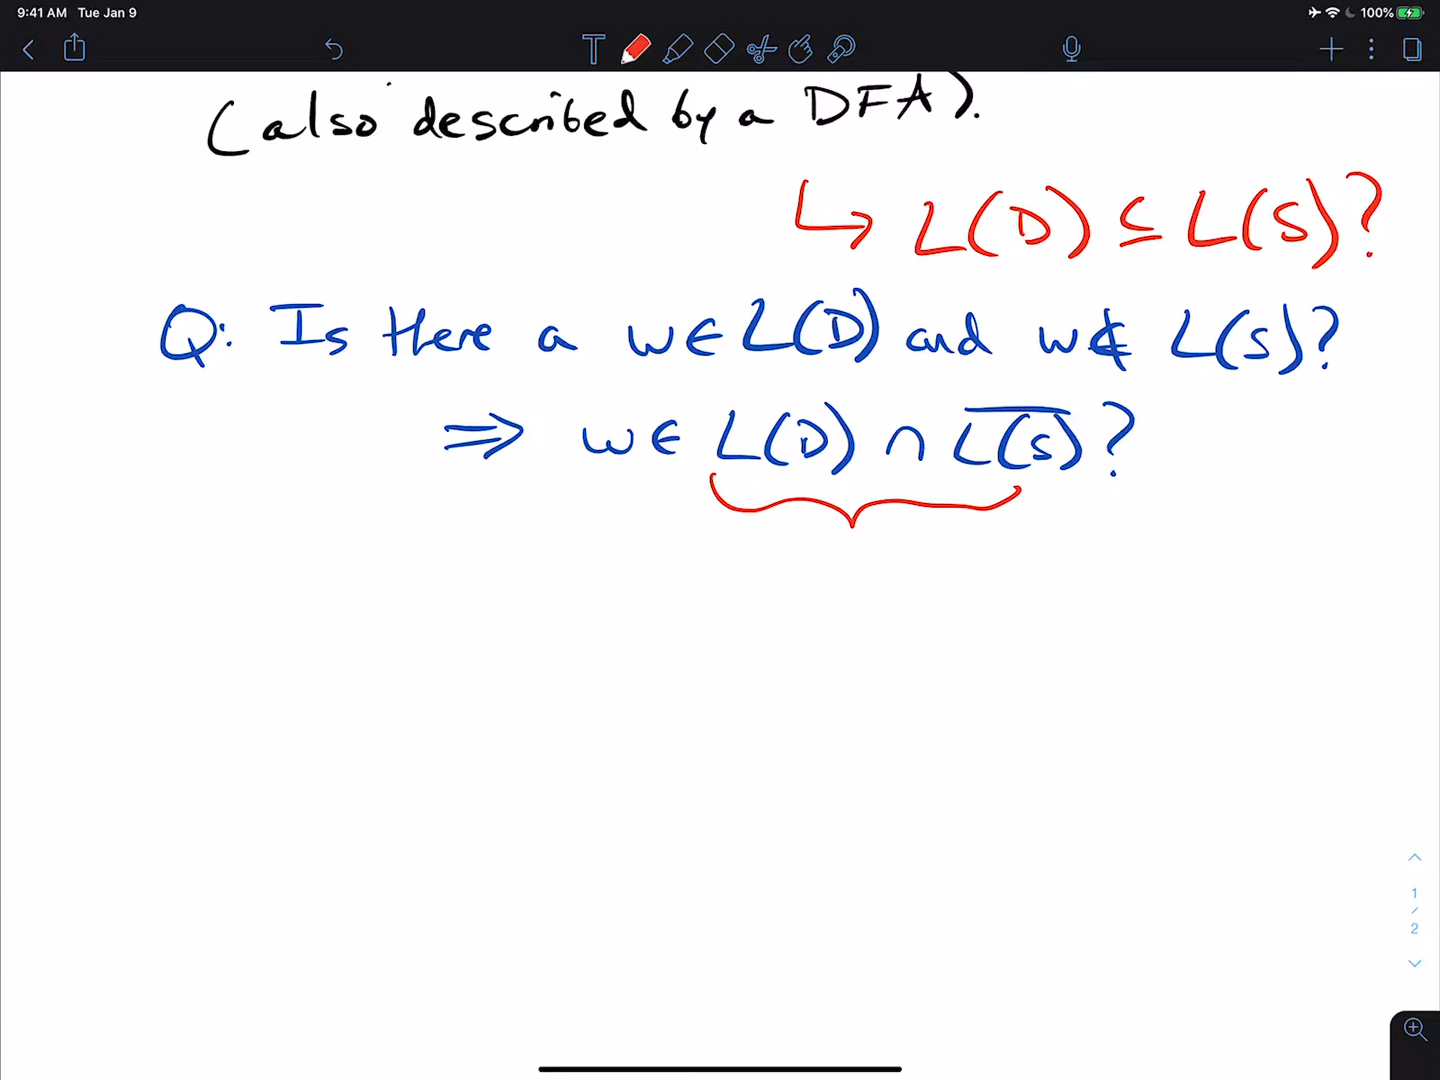 9:41 AM Tue Jan 9 100%
(also described by a DFA).
↳ L(D) ⊆ L(S)?
Q: Is there a w ∈ L(D) and w ∉ L(S)?
⇒ w ∈ L(D) ∩ L̅(̅S̅)̅?
1
/
2